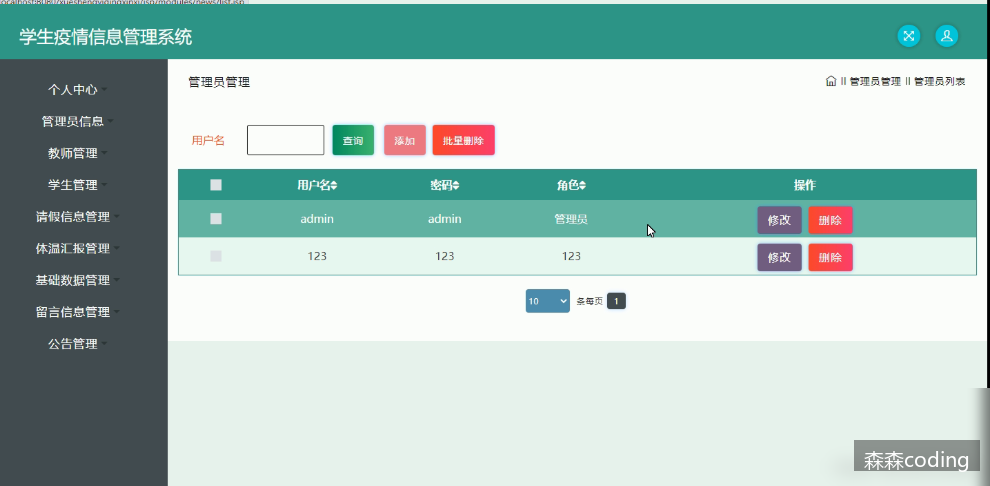 localhost:8080/xueshengyiqingxinxi/jsp/modules/news/list.jsp
学生疫情信息管理系统
个人中心
管理员信息
教师管理
学生管理
请假信息管理
体温汇报管理
基础数据管理
留言信息管理
公告管理
管理员管理
管理员管理 管理员列表
用户名 查询 添加 批量删除
用户名 密码 角色 操作
admin admin 管理员 修改 删除
123 123 123 修改 删除
10 条每页 1
森森coding